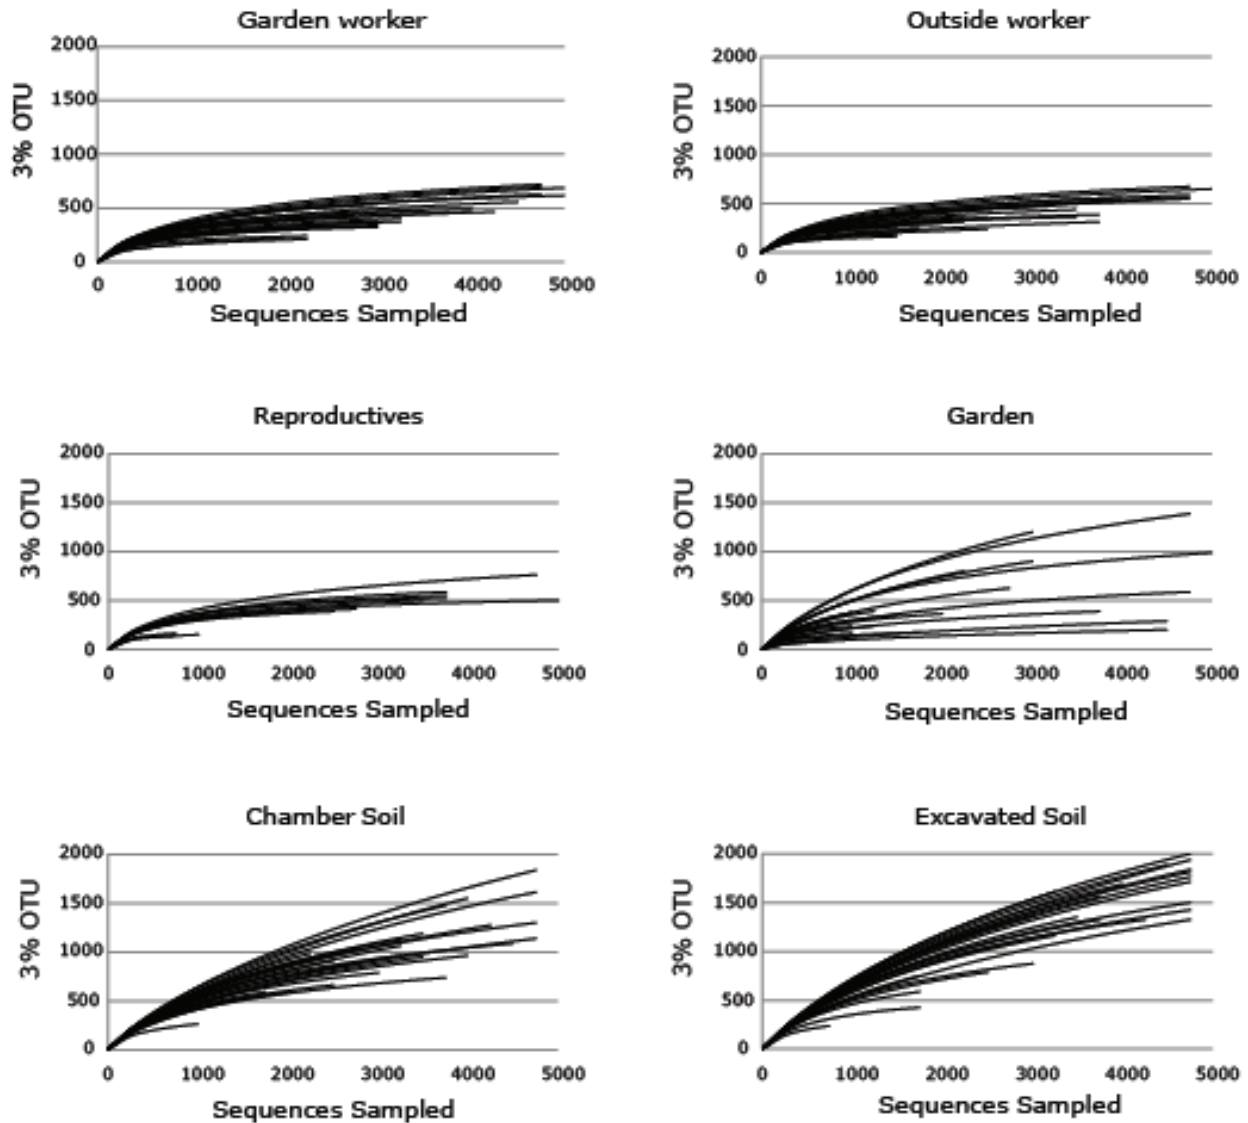 Garden worker
2000
1500
1000
500
0
3% OTU
0 1000 2000 3000 4000 5000
Sequences Sampled
Outside worker
2000
1500
1000
500
0
3% OTU
0 1000 2000 3000 4000 5000
Sequences Sampled
Reproductives
2000
1500
1000
500
0
3% OTU
0 1000 2000 3000 4000 5000
Sequences Sampled
Garden
2000
1500
1000
500
0
3% OTU
0 1000 2000 3000 4000 5000
Sequences Sampled
Chamber Soil
2000
1500
1000
500
0
3% OTU
0 1000 2000 3000 4000 5000
Sequences Sampled
Excavated Soil
2000
1500
1000
500
0
3% OTU
0 1000 2000 3000 4000 5000
Sequences Sampled